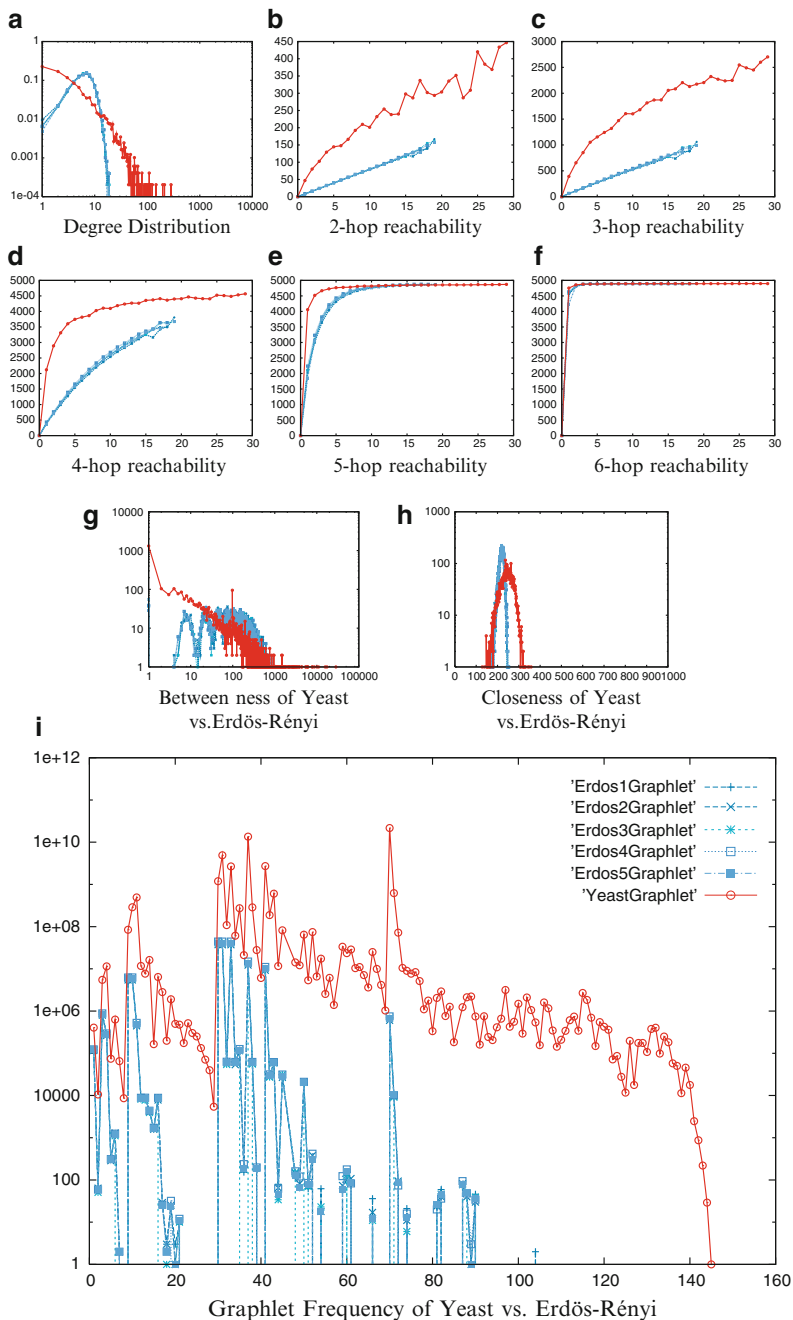 a
b
c
1
0.1
0.01
0.001
1e-04
1 10 100 1000 10000
Degree Distribution
450
400
350
300
250
200
150
100
50
0
0 5 10 15 20 25 30
2-hop reachability
3000
2500
2000
1500
1000
500
0
0 5 10 15 20 25 30
3-hop reachability
d
e
f
5000
4500
4000
3500
3000
2500
2000
1500
1000
500
0
0 5 10 15 20 25 30
4-hop reachability
5000
4500
4000
3500
3000
2500
2000
1500
1000
500
0
0 5 10 15 20 25 30
5-hop reachability
5000
4500
4000
3500
3000
2500
2000
1500
1000
500
0
0 5 10 15 20 25 30
6-hop reachability
g
h
10000
1000
100
10
1
1 10 100 1000 10000 100000
Between ness of Yeast
vs.Erdös-Rényi
1000
100
10
1
0 100 200 300 400 500 600 700 800 9001000
Closeness of Yeast
vs.Erdös-Rényi
i
1e+12
1e+10
1e+08
1e+06
10000
100
1
'Erdos1Graphlet'
'Erdos2Graphlet'
'Erdos3Graphlet'
'Erdos4Graphlet'
'Erdos5Graphlet'
'YeastGraphlet'
0 20 40 60 80 100 120 140 160
Graphlet Frequency of Yeast vs. Erdös-Rényi